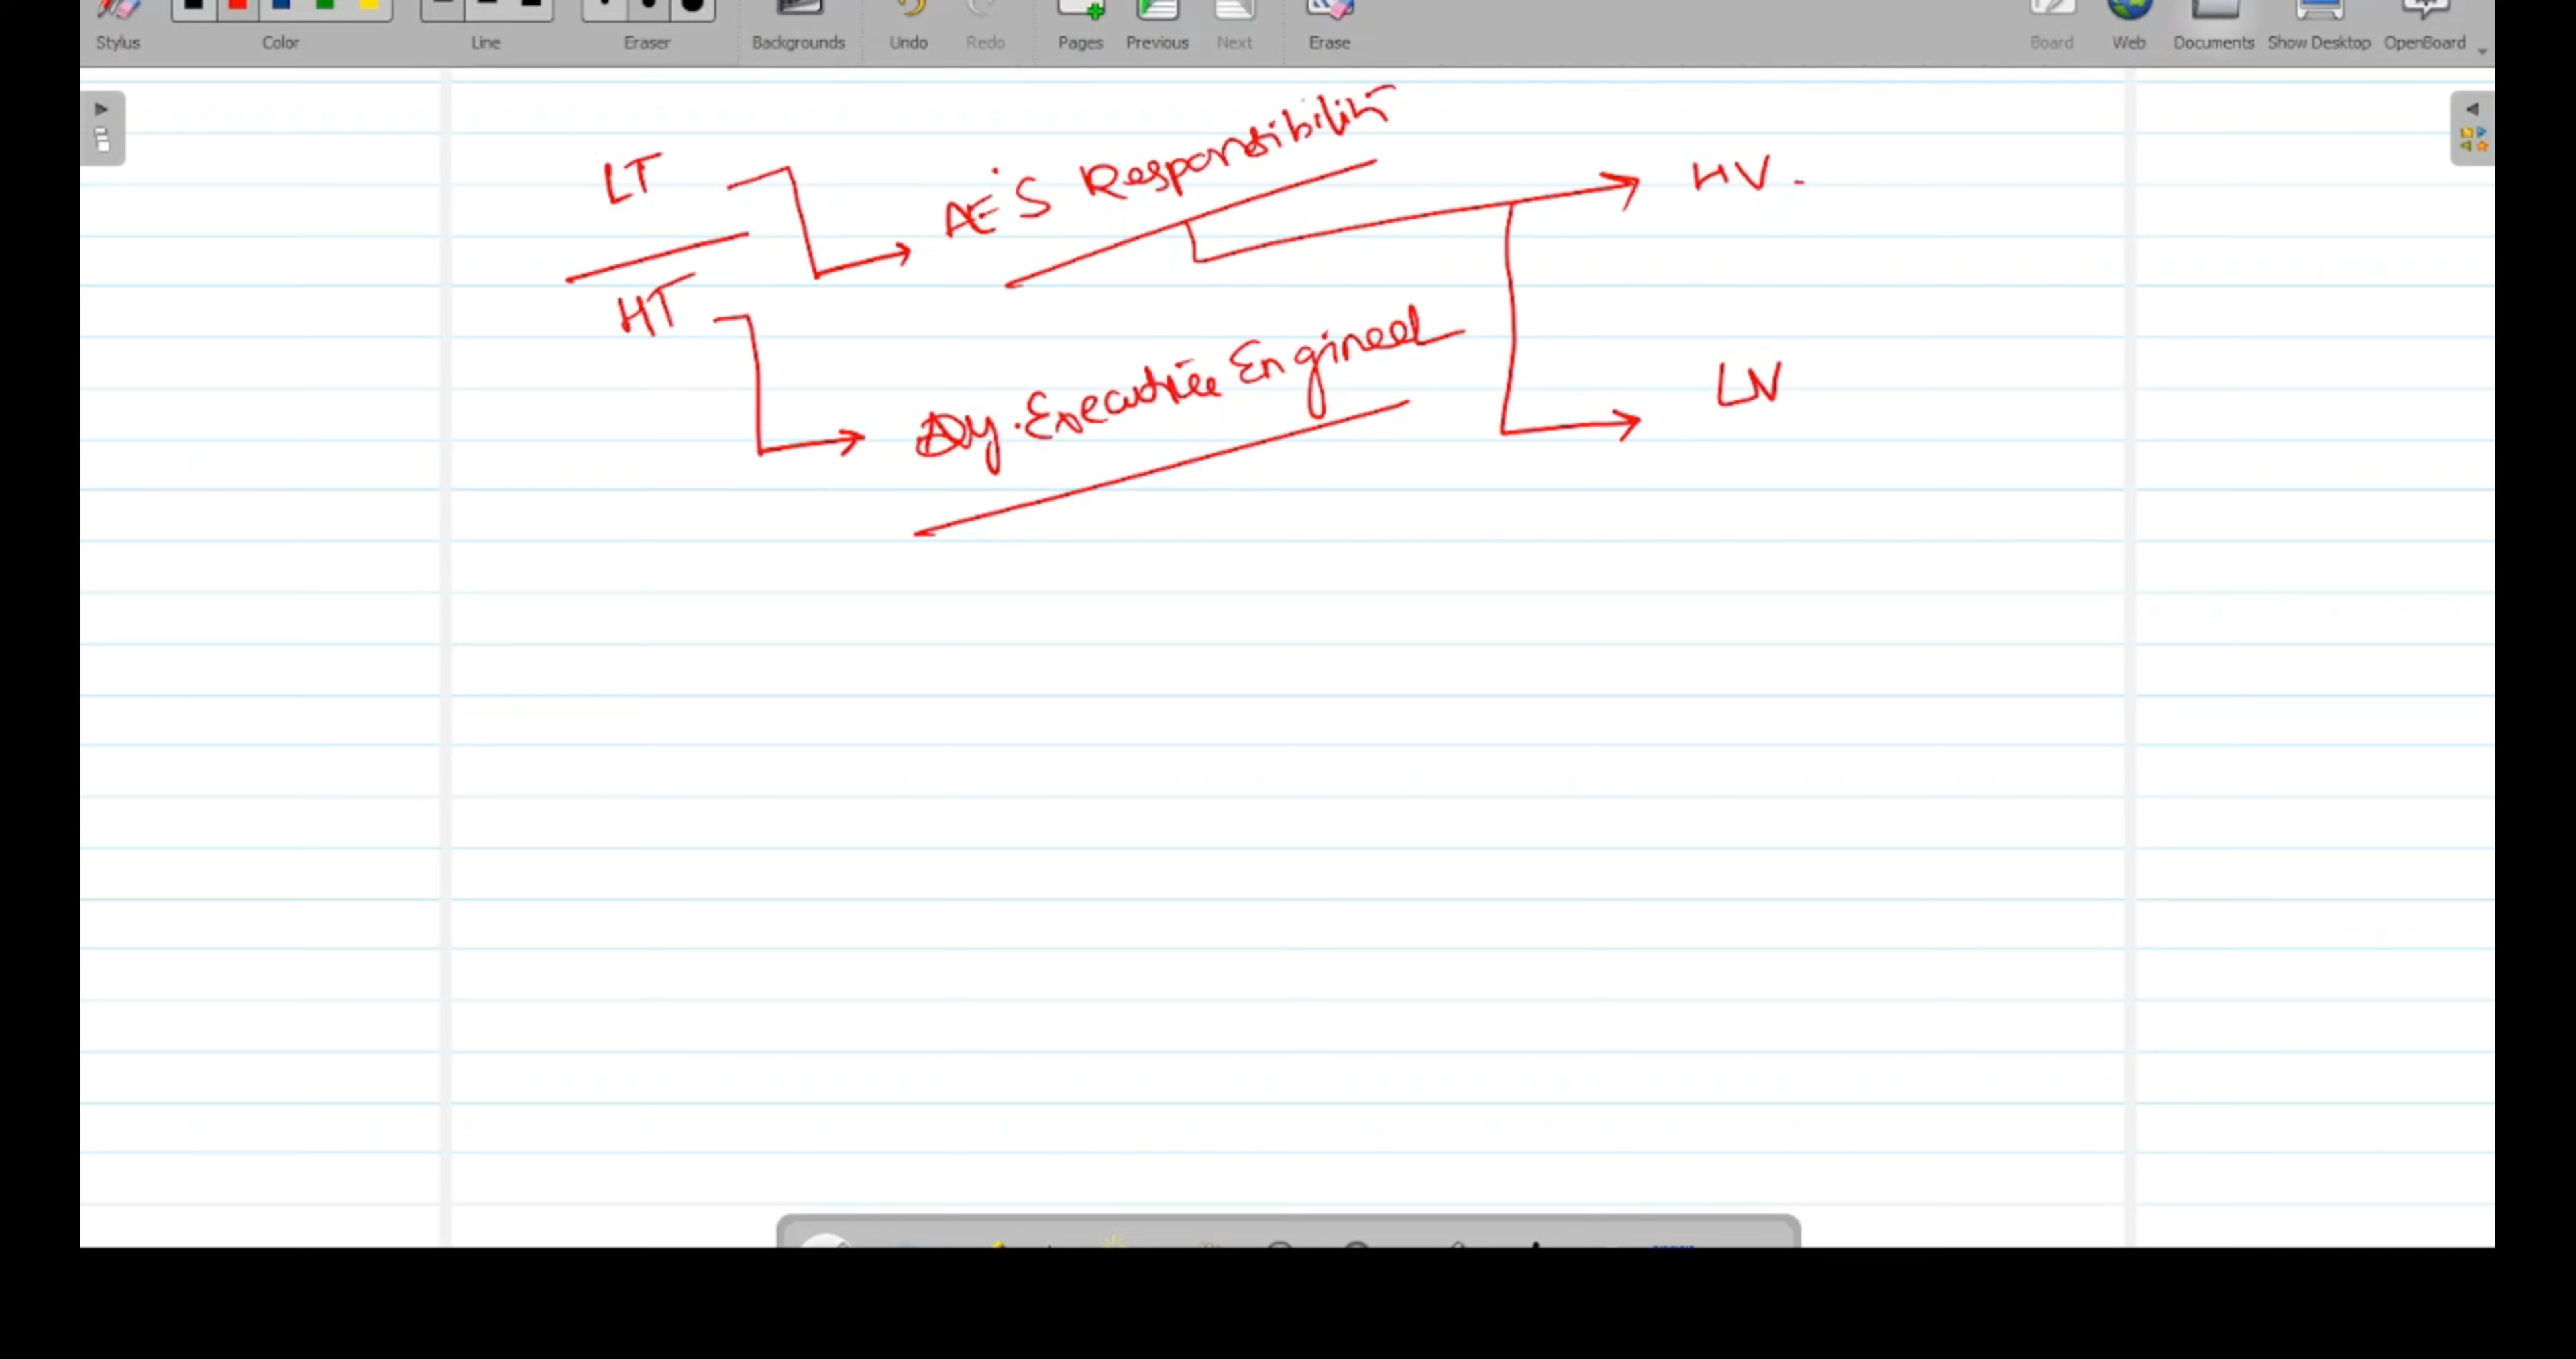 Stylus Color Line Eraser Backgrounds Undo Redo Pages Previous Next Erase Board Web Documents Show Desktop OpenBoard
LT AE'S Responsibility HV.
HT Dy. Executive Engineer LV